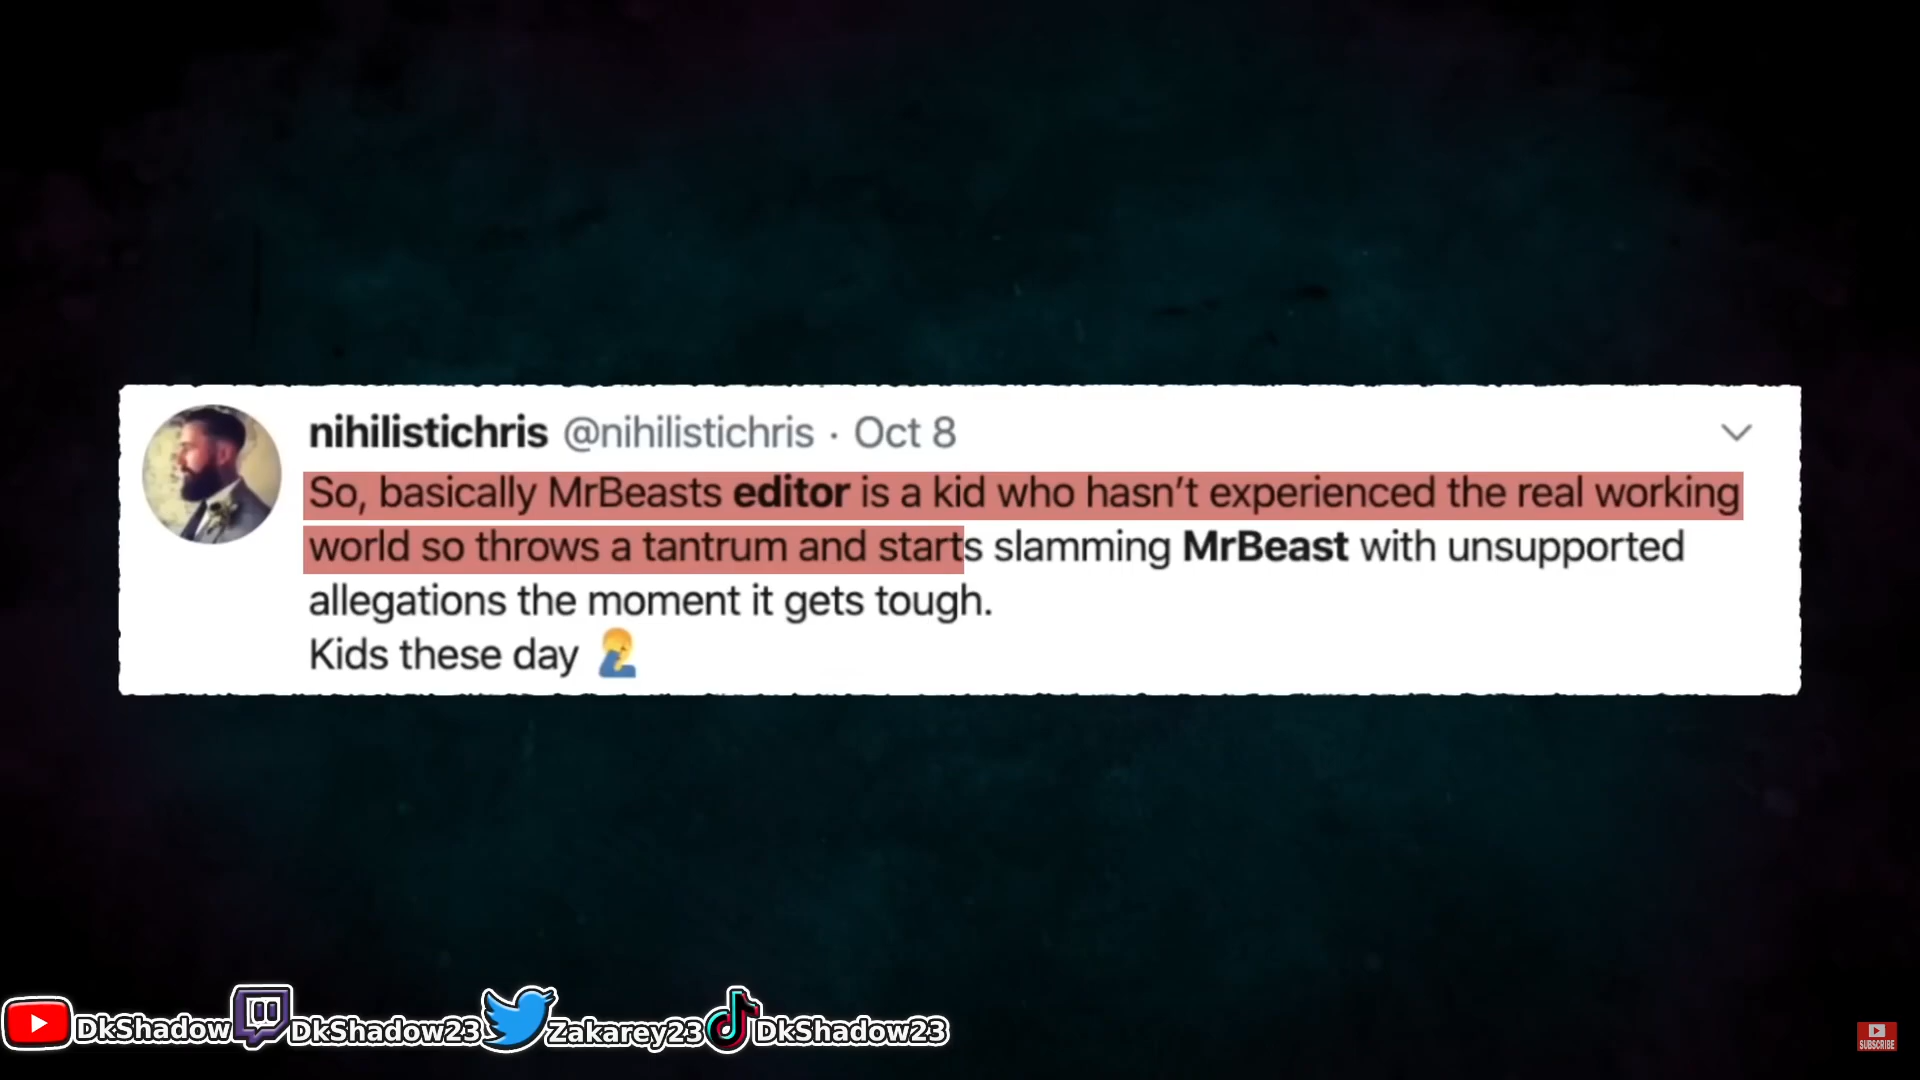 nihilistichris @nihilistichris · Oct 8
So, basically MrBeasts editor is a kid who hasn't experienced the real working
world so throws a tantrum and starts slamming MrBeast with unsupported
allegations the moment it gets tough.
Kids these day 🤦‍♂️
DkShadow DkShadow23 Zakarey23 DkShadow23
SUBSCRIBE